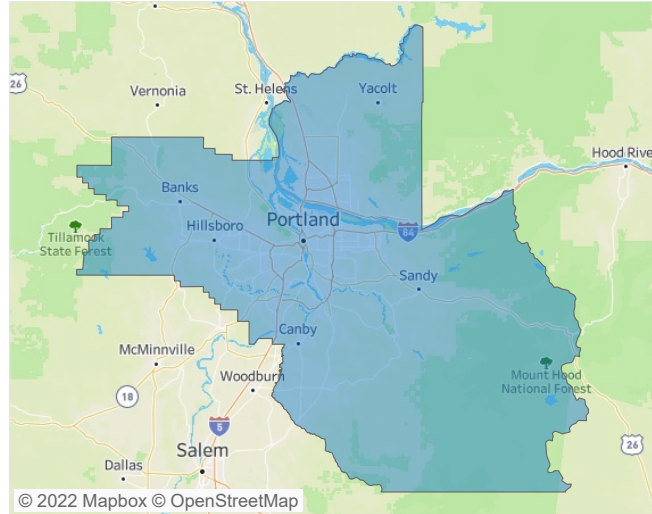 26
Vernonia
St. Helens
Yacolt
Hood River
Banks
Portland
Hillsboro
84
Tillamook
State Forest
Sandy
Canby
McMinnville
Mount Hood
National Forest
Woodburn
18
5
Salem
26
Dallas
© 2022 Mapbox © OpenStreetMap